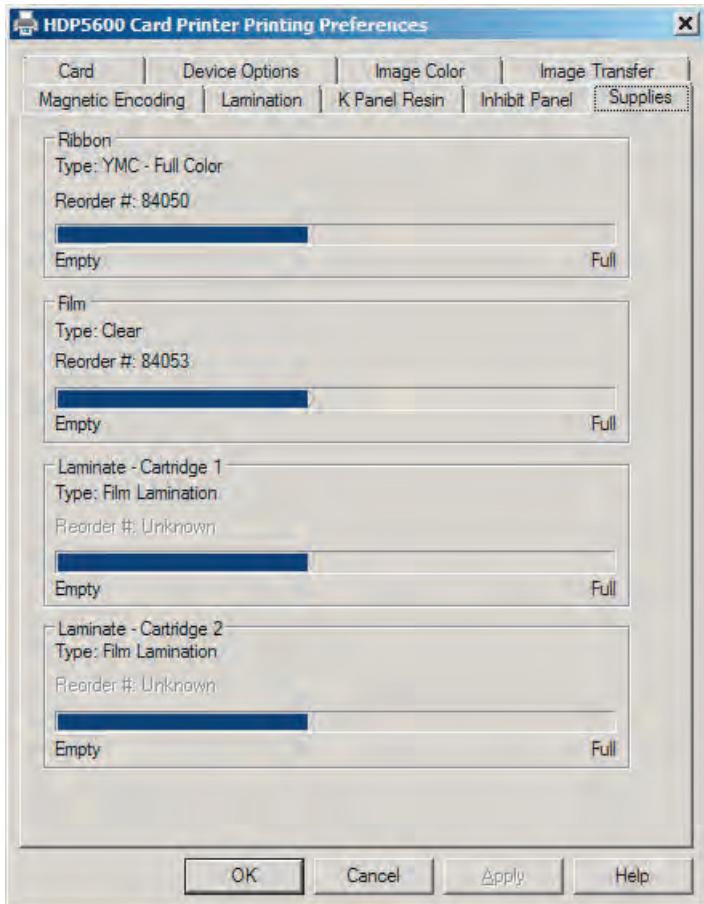 HDP5600 Card Printer Printing Preferences
Card Device Options Image Color Image Transfer
Magnetic Encoding Lamination K Panel Resin Inhibit Panel Supplies
Ribbon
Type: YMC - Full Color
Reorder #: 84050
Empty Full
Film
Type: Clear
Reorder #: 84053
Empty Full
Laminate - Cartridge 1
Type: Film Lamination
Reorder #: Unknown
Empty Full
Laminate - Cartridge 2
Type: Film Lamination
Reorder #: Unknown
Empty Full
OK Cancel Apply Help